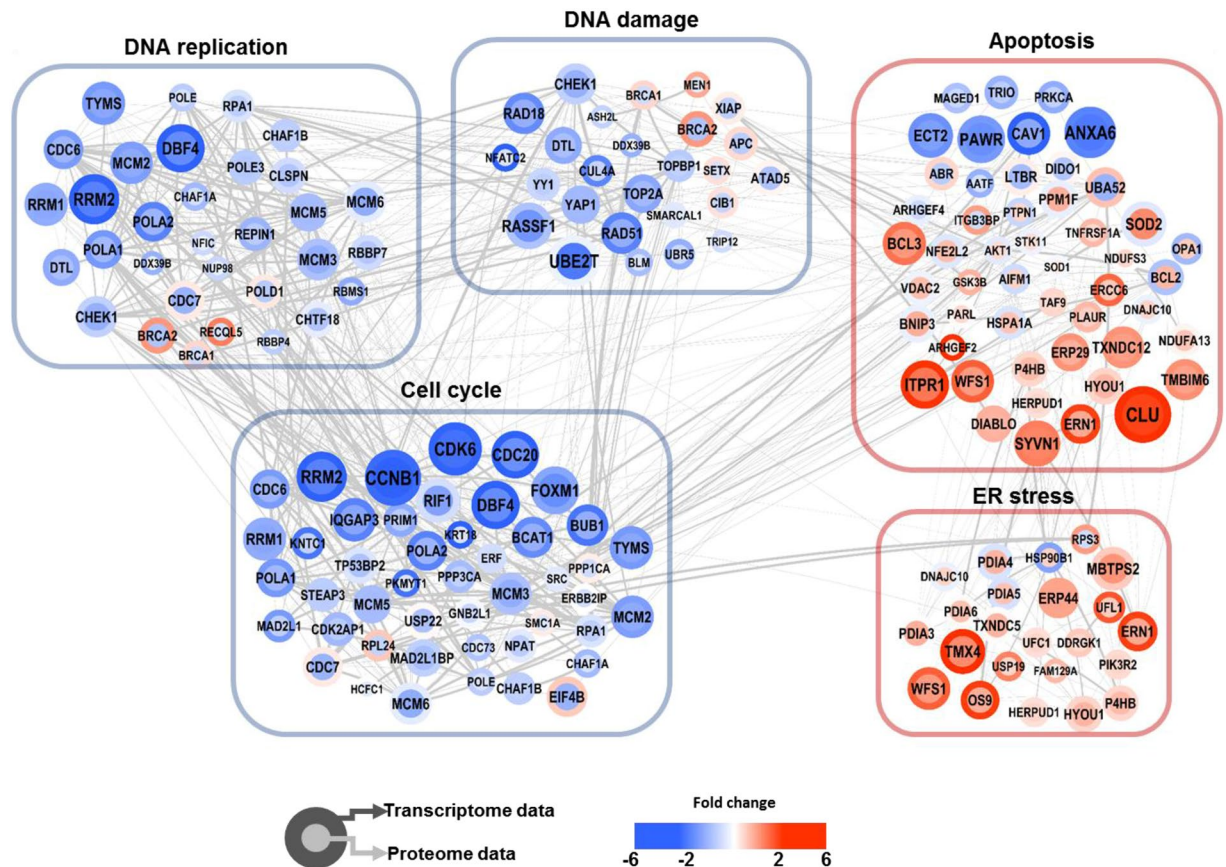 DNA replication
TYMS
POLE
RPA1
CHAF1B
CDC6
MCM2
DBF4
POLE3
CLSPN
RRM1
RRM2
CHAF1A
MCM5
MCM6
POLA2
REPIN1
POLA1
NFIC
MCM3
RBBP7
DTL
DDX39B
NUP98
CDC7
POLD1
RBMS1
CHEK1
CHTF18
BRCA2
RECQL5
RBBP4
BRCA1
DNA damage
CHEK1
BRCA1
MEN1
RAD18
ASH2L
XIAP
BRCA2
DTL
DDX39B
APC
NFATC2
CUL4A
TOPBP1
SETX
ATAD5
YY1
TOP2A
YAP1
CIB1
RASSF1
SMARCAL1
RAD51
TRIP12
UBE2T
BLM
UBR5
Apoptosis
MAGED1
TRIO
PRKCA
ECT2
PAWR
CAV1
ANXA6
ABR
AATF
LTBR
DIDO1
UBA52
PPM1F
ARHGEF4
ITGB3BP
PTPN1
SOD2
TNFRSF1A
BCL3
NFE2L2
AKT1
STK11
OPA1
NDUFS3
VDAC2
GSK3B
AIFM1
SOD1
BCL2
ERCC6
PARL
TAF9
DNAJC10
BNIP3
HSPA1A
PLAUR
ARHGEF2
ERP29
TXNDC12
NDUFA13
ITPR1
WFS1
P4HB
HYOU1
TMBIM6
HERPUD1
DIABLO
ERN1
CLU
SYVN1
Cell cycle
CDK6
CDC20
RRM2
CCNB1
CDC6
RIF1
DBF4
FOXM1
IQGAP3
PRIM1
BUB1
RRM1
KNTC1
KRT18
BCAT1
TYMS
POLA2
ERF
TP53BP2
PPP1CA
POLA1
PKMYT1
PPP3CA
SRC
STEAP3
MCM5
MCM3
ERBB2IP
GNB2L1
MCM2
MAD2L1
CDK2AP1
USP22
SMC1A
RPA1
RPL24
CDC73
NPAT
CDC7
MAD2L1BP
CHAF1A
HCFC1
POLE
CHAF1B
MCM6
EIF4B
ER stress
RPS3
PDIA4
HSP90B1
MBTPS2
DNAJC10
PDIA5
ERP44
PDIA6
UFL1
TXNDC5
PDIA3
ERN1
UFC1
DDRGK1
TMX4
USP19
FAM129A
PIK3R2
WFS1
OS9
HERPUD1
HYOU1
P4HB
Transcriptome data
Proteome data
Fold change
-6 -2 2 6